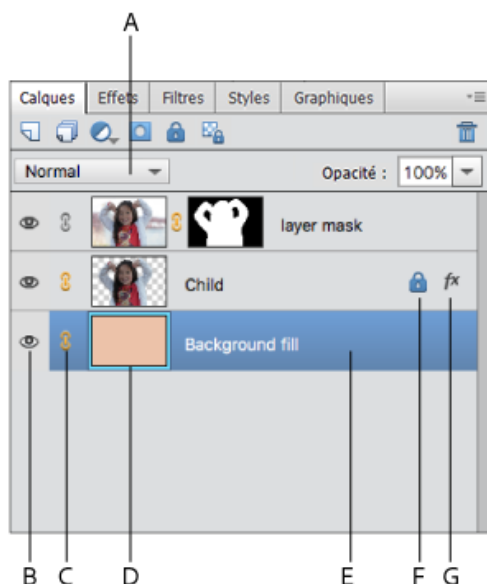 A
Calques Effets Filtres Styles Graphiques
Normal Opacité : 100%
layer mask
Child fx
Background fill
B C D E F G